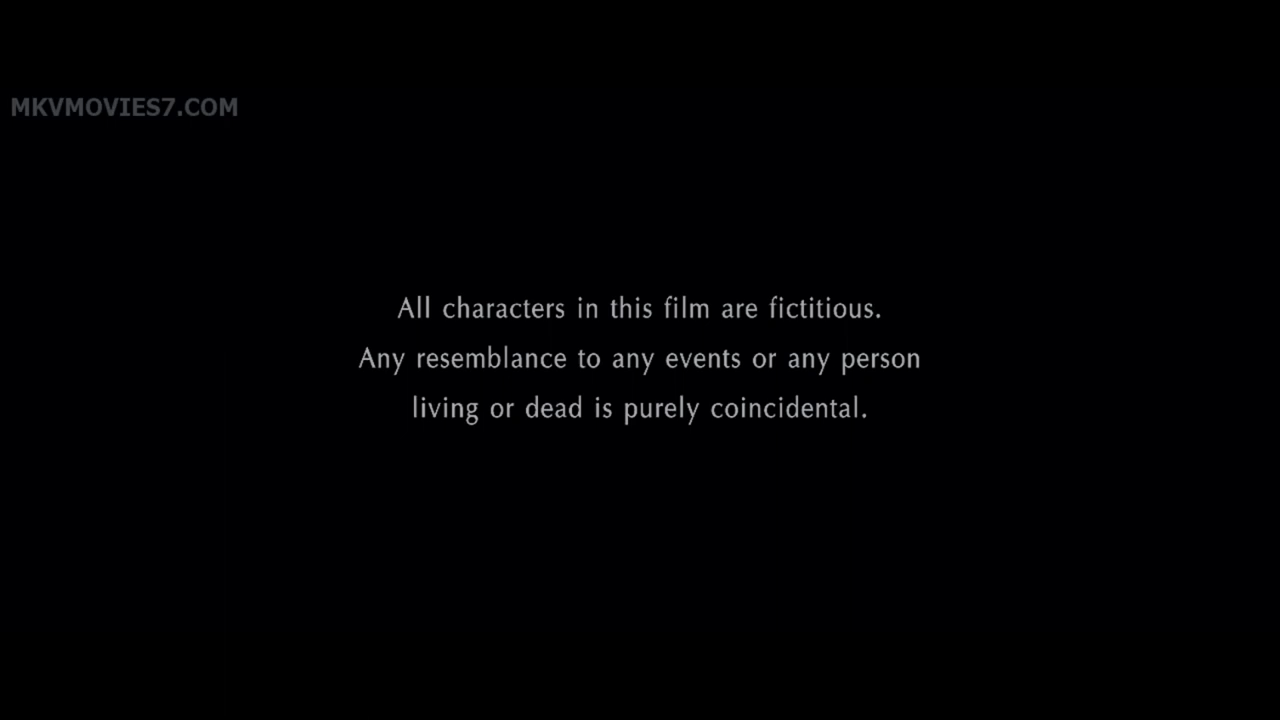 MKVMOVIES7.COM
All characters in this film are fictitious.
Any resemblance to any events or any person
living or dead is purely coincidental.